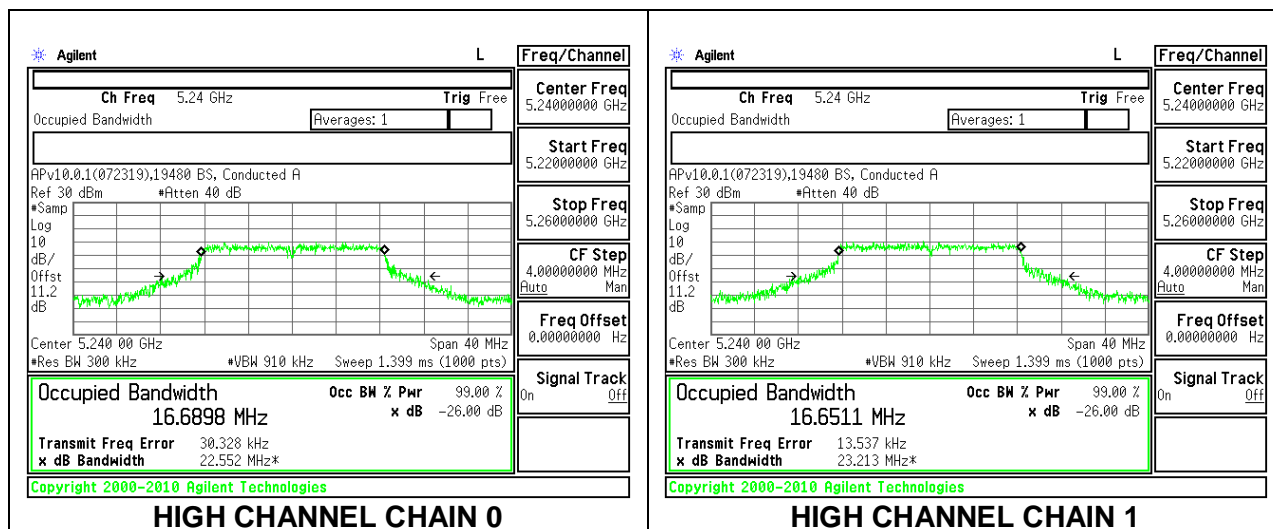 Agilent L Freq/Channel
Ch Freq 5.24 GHz Trig Free
Occupied Bandwidth Averages: 1
APv10.0.1(072319),19480 BS, Conducted A
Ref 30 dBm #Atten 40 dB
#Samp
Log
10
dB/
Offst
11.2
dB
Center 5.240 00 GHz Span 40 MHz
#Res BW 300 kHz #VBW 910 kHz Sweep 1.399 ms (1000 pts)
Occupied Bandwidth Occ BW % Pwr 99.00 %
16.6898 MHz x dB -26.00 dB
Transmit Freq Error 30.328 kHz
x dB Bandwidth 22.552 MHz*
Copyright 2000-2010 Agilent Technologies
Center Freq
5.24000000 GHz
Start Freq
5.22000000 GHz
Stop Freq
5.26000000 GHz
CF Step
4.00000000 MHz
Auto Man
Freq Offset
0.00000000 Hz
Signal Track
On Off
HIGH CHANNEL CHAIN 0
Agilent L Freq/Channel
Ch Freq 5.24 GHz Trig Free
Occupied Bandwidth Averages: 1
APv10.0.1(072319),19480 BS, Conducted A
Ref 30 dBm #Atten 40 dB
#Samp
Log
10
dB/
Offst
11.2
dB
Center 5.240 00 GHz Span 40 MHz
#Res BW 300 kHz #VBW 910 kHz Sweep 1.399 ms (1000 pts)
Occupied Bandwidth Occ BW % Pwr 99.00 %
16.6511 MHz x dB -26.00 dB
Transmit Freq Error 13.537 kHz
x dB Bandwidth 23.213 MHz*
Copyright 2000-2010 Agilent Technologies
Center Freq
5.24000000 GHz
Start Freq
5.22000000 GHz
Stop Freq
5.26000000 GHz
CF Step
4.00000000 MHz
Auto Man
Freq Offset
0.00000000 Hz
Signal Track
On Off
HIGH CHANNEL CHAIN 1